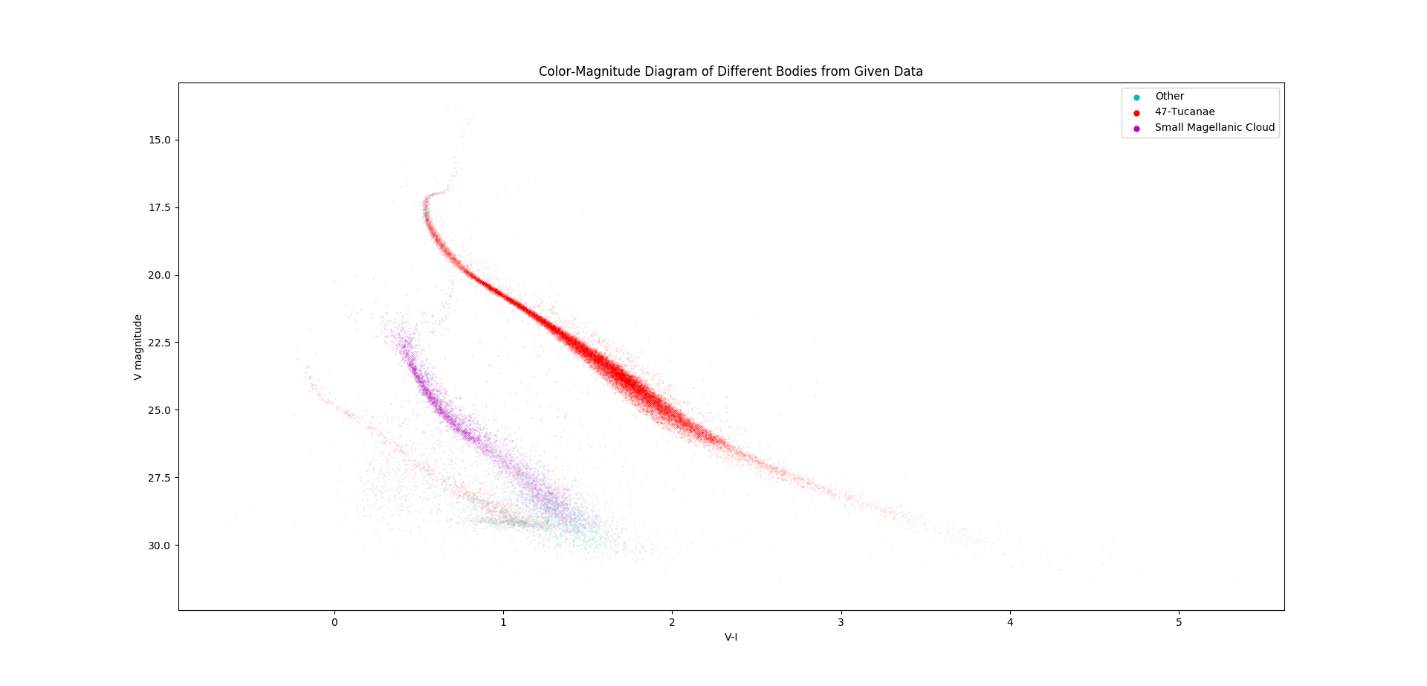 Color-Magnitude Diagram of Different Bodies from Given Data
Other
47-Tucanae
Small Magellanic Cloud
V magnitude
15.0
17.5
20.0
22.5
25.0
27.5
30.0
0 1 2 3 4 5
V-I